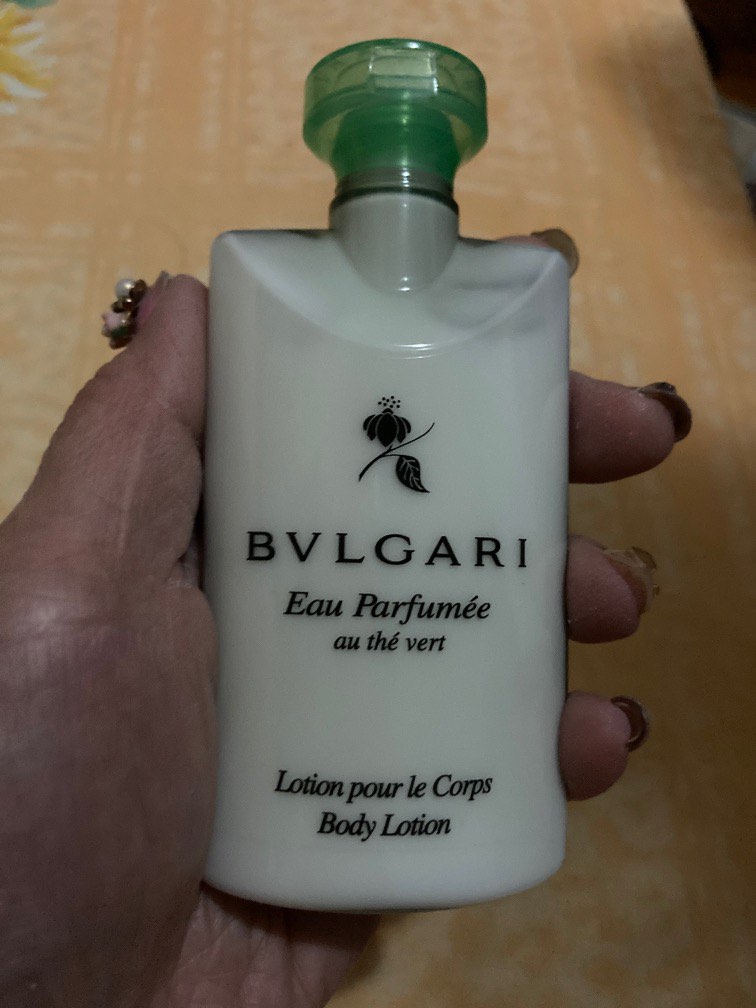 BVLGARI
Eau Parfumée
au thé vert
Lotion pour le Corps
Body Lotion